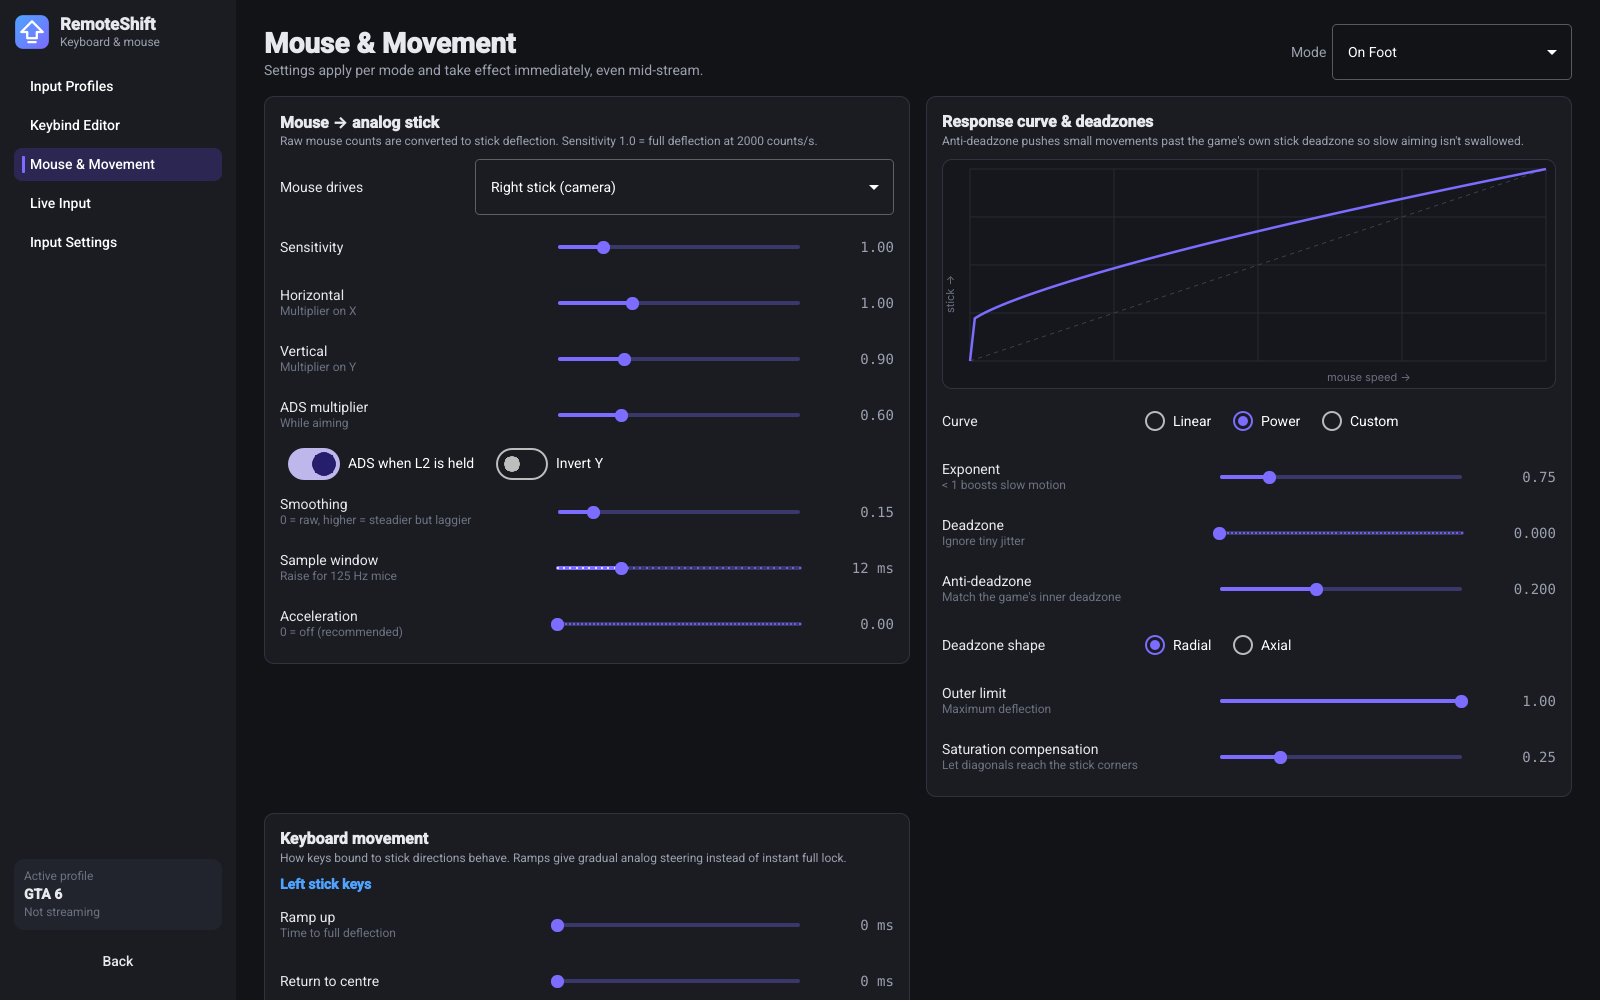 RemoteShift
Keyboard & mouse
Input Profiles
Keybind Editor
Mouse & Movement
Live Input
Input Settings
Active profile
GTA 6
Not streaming
Back
Mouse & Movement
Settings apply per mode and take effect immediately, even mid-stream.
Mode
On Foot
Mouse → analog stick
Raw mouse counts are converted to stick deflection. Sensitivity 1.0 = full deflection at 2000 counts/s.
Mouse drives
Right stick (camera)
Sensitivity
1.00
Horizontal
Multiplier on X
1.00
Vertical
Multiplier on Y
0.90
ADS multiplier
While aiming
0.60
ADS when L2 is held
Invert Y
Smoothing
0 = raw, higher = steadier but laggier
0.15
Sample window
Raise for 125 Hz mice
12 ms
Acceleration
0 = off (recommended)
0.00
Response curve & deadzones
Anti-deadzone pushes small movements past the game's own stick deadzone so slow aiming isn't swallowed.
stick →
mouse speed →
Curve
Linear
Power
Custom
Exponent
< 1 boosts slow motion
0.75
Deadzone
Ignore tiny jitter
0.000
Anti-deadzone
Match the game's inner deadzone
0.200
Deadzone shape
Radial
Axial
Outer limit
Maximum deflection
1.00
Saturation compensation
Let diagonals reach the stick corners
0.25
Keyboard movement
How keys bound to stick directions behave. Ramps give gradual analog steering instead of instant full lock.
Left stick keys
Ramp up
Time to full deflection
0 ms
Return to centre
0 ms